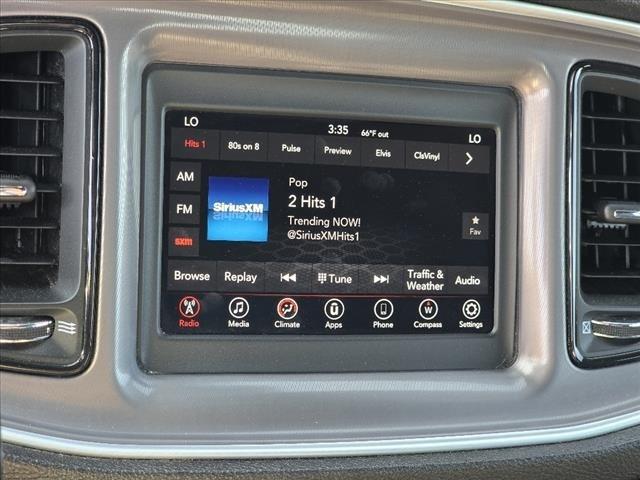 LO 3:35 66°F out LO
Hits 1 80s on 8 Pulse Preview Elvis ClsVinyl
AM
FM
sxm
SiriusXM
Pop
2 Hits 1
Trending NOW!
@SiriusXMHits1
Fav
Browse Replay Tune Traffic & Weather Audio
Radio Media Climate Apps Phone Compass Settings
W